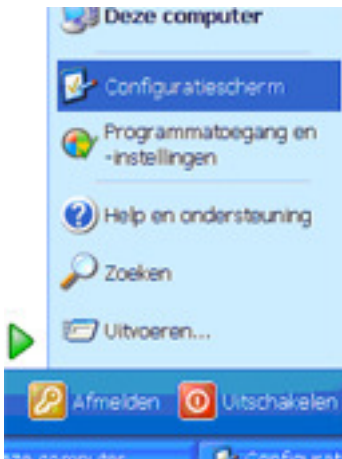 Deze computer
Configuratiescherm
Programmatoegang en
-instellingen
Help en ondersteuning
Zoeken
Uitvoeren...
Afmelden
Uitschakelen